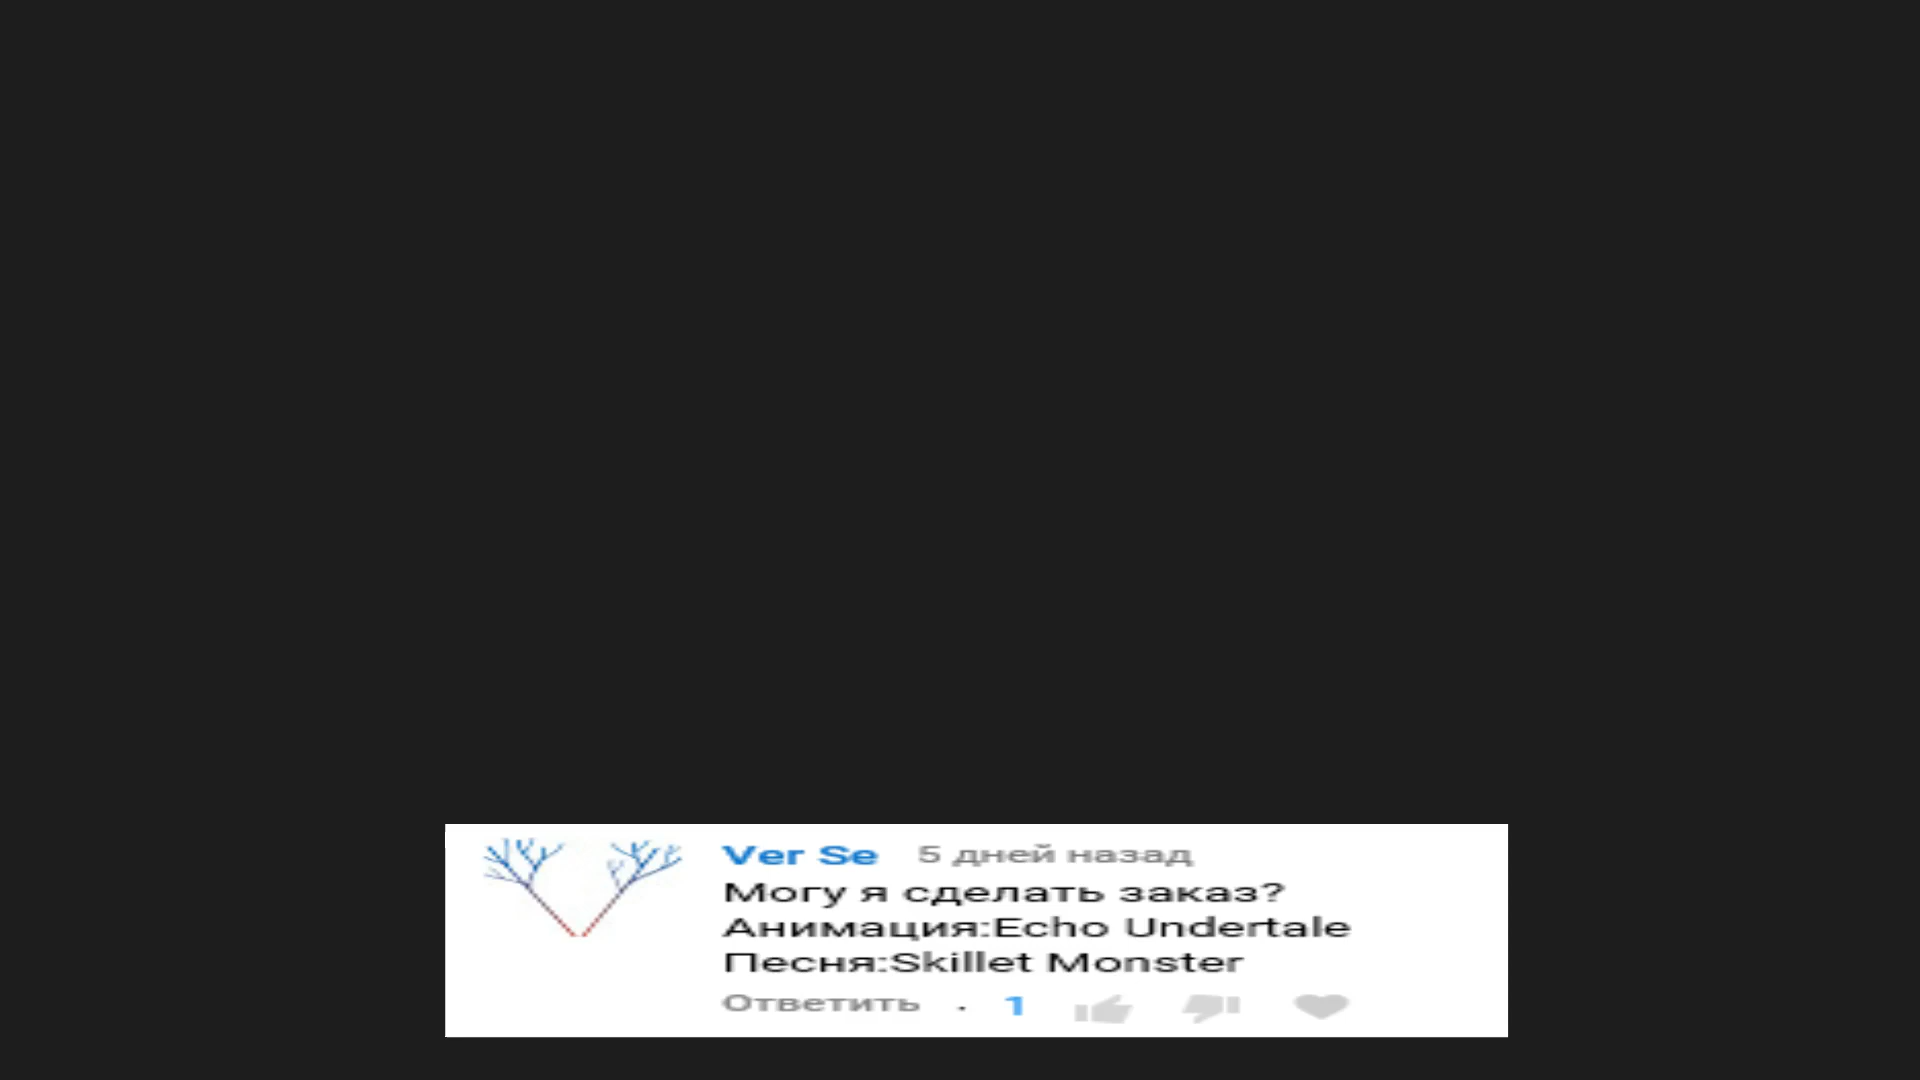 Ver Se 5 дней назад
Могу я сделать заказ?
Анимация:Echo Undertale
Песня:Skillet Monster
Ответить · 1